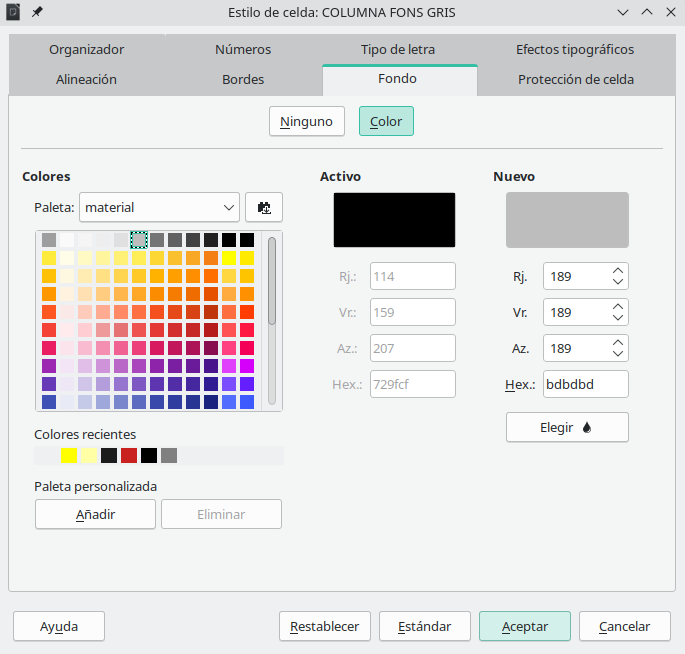 Estilo de celda: COLUMNA FONS GRIS
Organizador Números Tipo de letra Efectos tipográficos
Alineación Bordes Fondo Protección de celda
Ninguno Color
Colores Activo Nuevo
Paleta: material
Rj.: 114 Rj. 189
Vr.: 159 Vr. 189
Az.: 207 Az. 189
Hex.: 729fcf Hex.: bdbdbd
Elegir
Colores recientes
Paleta personalizada
Añadir Eliminar
Ayuda Restablecer Estándar Aceptar Cancelar